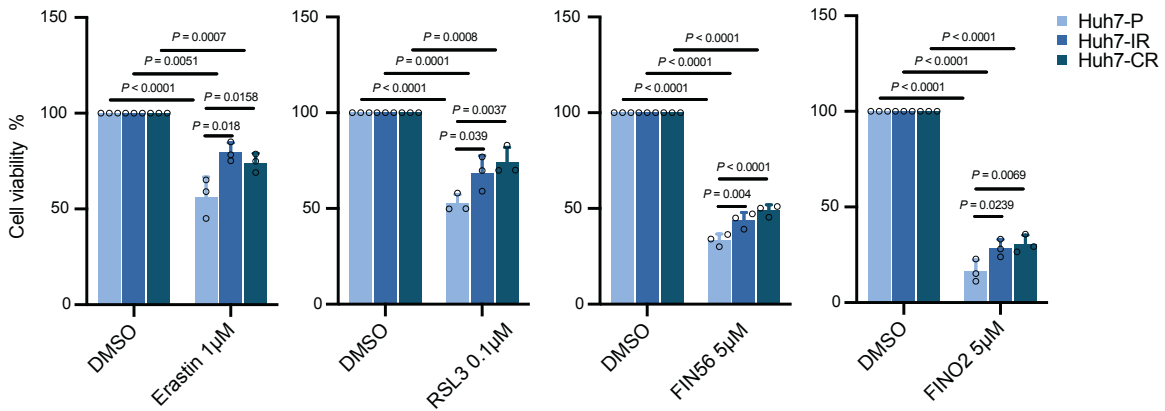 Cell viability %
150
100
50
0
P = 0.0007
P = 0.0051
P < 0.0001
P = 0.0158
P = 0.018
DMSO
Erastin 1µM
150
100
50
0
P = 0.0008
P = 0.0001
P < 0.0001
P = 0.0037
P = 0.039
DMSO
RSL3 0.1µM
150
100
50
0
P < 0.0001
P < 0.0001
P < 0.0001
P < 0.0001
P = 0.004
DMSO
FIN56 5µM
150
100
50
0
P < 0.0001
P < 0.0001
P < 0.0001
P = 0.0069
P = 0.0239
DMSO
FINO2 5µM
Huh7-P
Huh7-IR
Huh7-CR